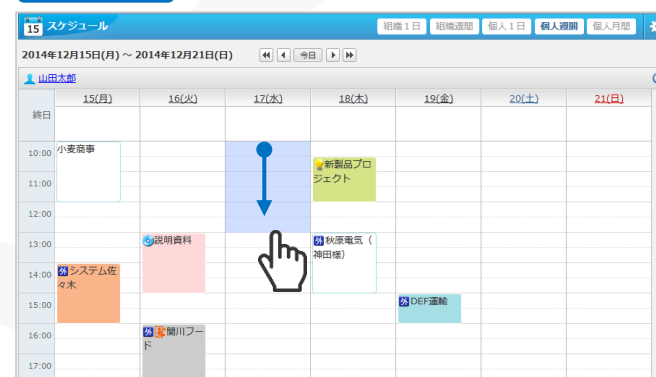 15 スケジュール 組織1日 組織週間 個人1日 個人週間 個人月間
2014年12月15日(月) ～ 2014年12月21日(日) 今日
山田太郎
15(月) 16(火) 17(水) 18(木) 19(金) 20(土) 21(日)
終日
10:00 小麦商事
新製品プロ
11:00 ジェクト
12:00
13:00 説明資料 外 秋原電気（
神田様）
14:00 外 システム佐
々木
15:00 外 DEF運輸
16:00 外 関川フー
ド
17:00